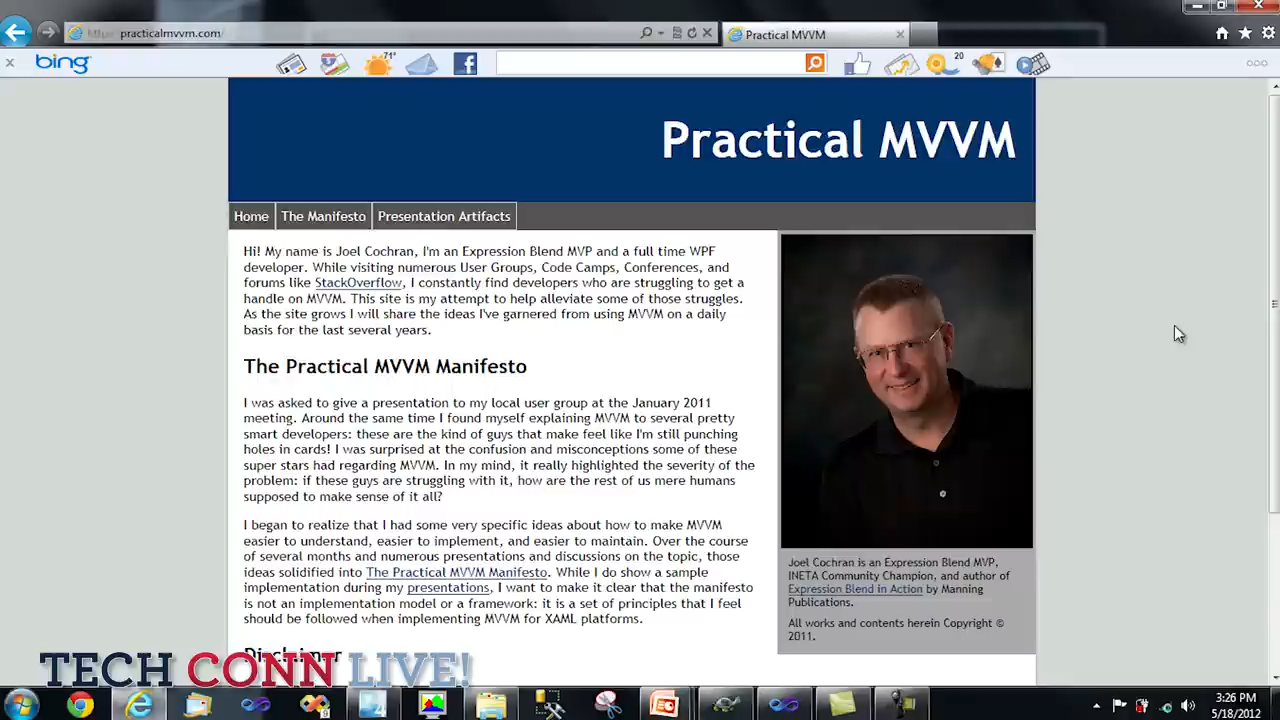 practicalmvvm.com/
Practical MVVM
bing
71°
20
Practical MVVM
Home
The Manifesto
Presentation Artifacts
Hi! My name is Joel Cochran, I'm an Expression Blend MVP and a full time WPF
developer. While visiting numerous User Groups, Code Camps, Conferences, and
forums like StackOverflow, I constantly find developers who are struggling to get a
handle on MVVM. This site is my attempt to help alleviate some of those struggles.
As the site grows I will share the ideas I've garnered from using MVVM on a daily
basis for the last several years.
The Practical MVVM Manifesto
I was asked to give a presentation to my local user group at the January 2011
meeting. Around the same time I found myself explaining MVVM to several pretty
smart developers: these are the kind of guys that make feel like I'm still punching
holes in cards! I was surprised at the confusion and misconceptions some of these
super stars had regarding MVVM. In my mind, it really highlighted the severity of the
problem: if these guys are struggling with it, how are the rest of us mere humans
supposed to make sense of it all?
I began to realize that I had some very specific ideas about how to make MVVM
easier to understand, easier to implement, and easier to maintain. Over the course
of several months and numerous presentations and discussions on the topic, those
ideas solidified into The Practical MVVM Manifesto. While I do show a sample
implementation during my presentations, I want to make it clear that the manifesto
is not an implementation model or a framework: it is a set of principles that I feel
should be followed when implementing MVVM for XAML platforms.
Disclaimer
Joel Cochran is an Expression Blend MVP,
INETA Community Champion, and author of
Expression Blend in Action by Manning
Publications.
All works and contents herein Copyright ©
2011.
TECH CONN LIVE!
3:26 PM
5/18/2012